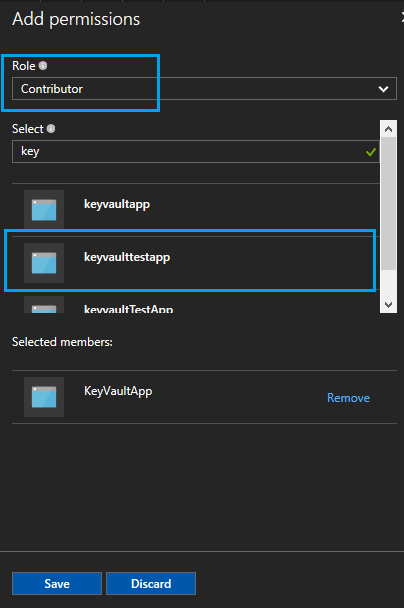 Add permissions
Role
Contributor
Select
key
keyvaultapp
keyvaulttestapp
keyvaultTestApp
Selected members:
KeyVaultApp
Remove
Save Discard